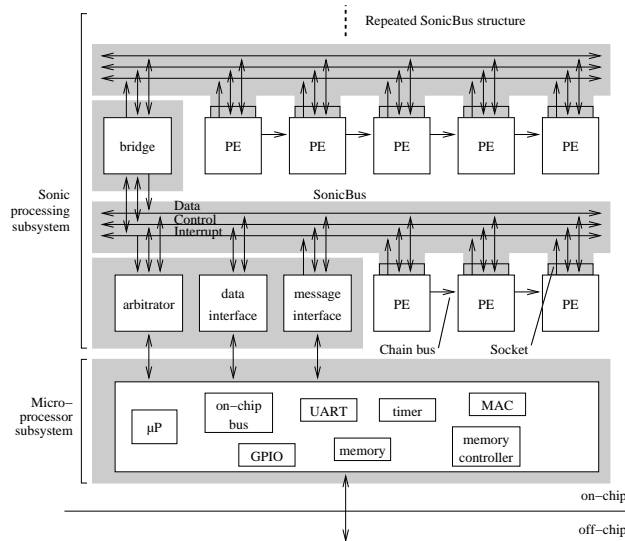 Repeated SonicBus structure
bridge
PE
PE
PE
PE
PE
Sonic
processing
subsystem
SonicBus
Data
Control
Interrupt
arbitrator
data
interface
message
interface
PE
PE
PE
Chain bus
Socket
Micro−
processor
subsystem
μP
on−chip
bus
UART
timer
MAC
GPIO
memory
memory
controller
on−chip
off−chip